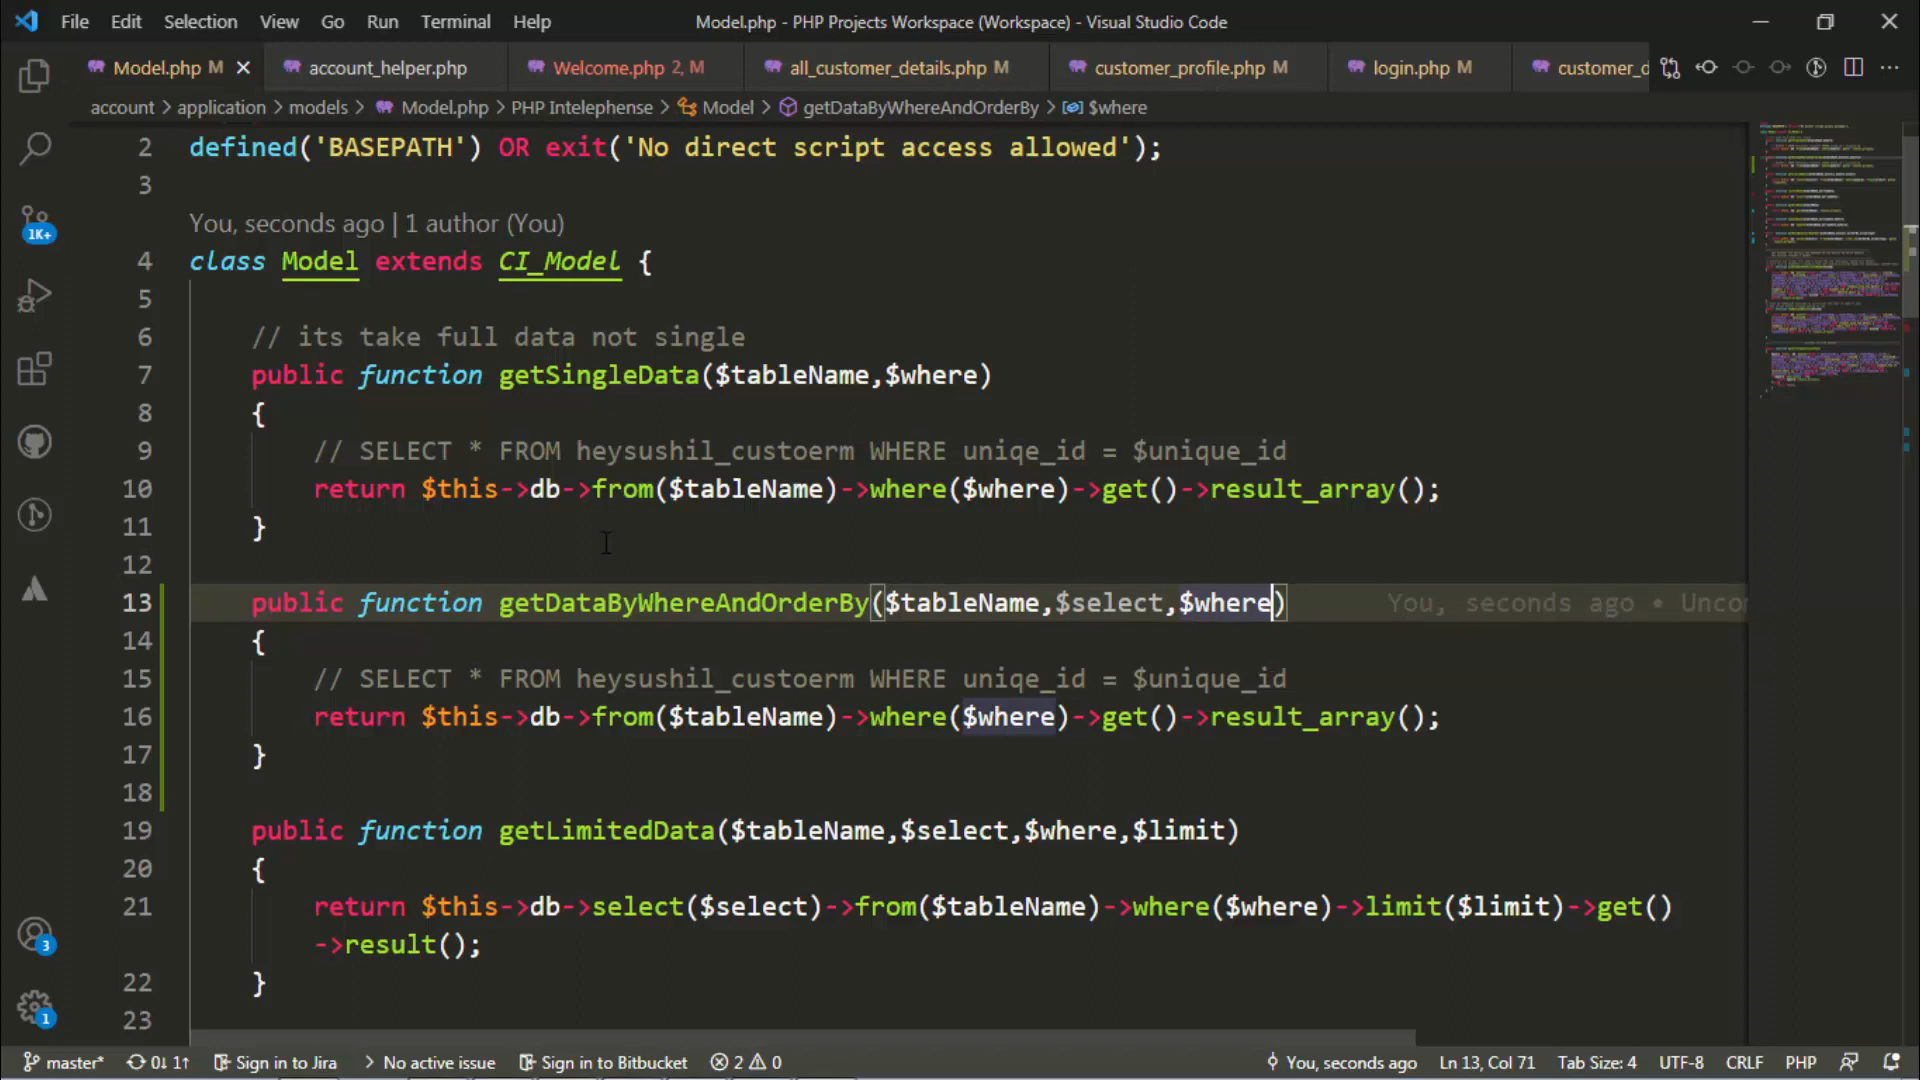 File Edit Selection View Go Run Terminal Help Model.php - PHP Projects Workspace (Workspace) - Visual Studio Code
Model.php M account_helper.php Welcome.php 2, M all_customer_details.php M customer_profile.php M login.php M customer_d
account > application > models > Model.php > PHP Intelephense > Model > getDataByWhereAndOrderBy > $where
2 defined('BASEPATH') OR exit('No direct script access allowed');
3
You, seconds ago | 1 author (You)
4 class Model extends CI_Model {
5
6 // its take full data not single
7 public function getSingleData($tableName,$where)
8 {
9 // SELECT * FROM heysushil_custoerm WHERE uniqe_id = $unique_id
10 return $this->db->from($tableName)->where($where)->get()->result_array();
11 }
12
13 public function getDataByWhereAndOrderBy($tableName,$select,$where) You, seconds ago • Unco
14 {
15 // SELECT * FROM heysushil_custoerm WHERE uniqe_id = $unique_id
16 return $this->db->from($tableName)->where($where)->get()->result_array();
17 }
18
19 public function getLimitedData($tableName,$select,$where,$limit)
20 {
21 return $this->db->select($select)->from($tableName)->where($where)->limit($limit)->get()
->result();
22 }
23
1K+
3
1
master* 0↓ 1↑ Sign in to Jira > No active issue Sign in to Bitbucket 2 0 You, seconds ago Ln 13, Col 71 Tab Size: 4 UTF-8 CRLF PHP